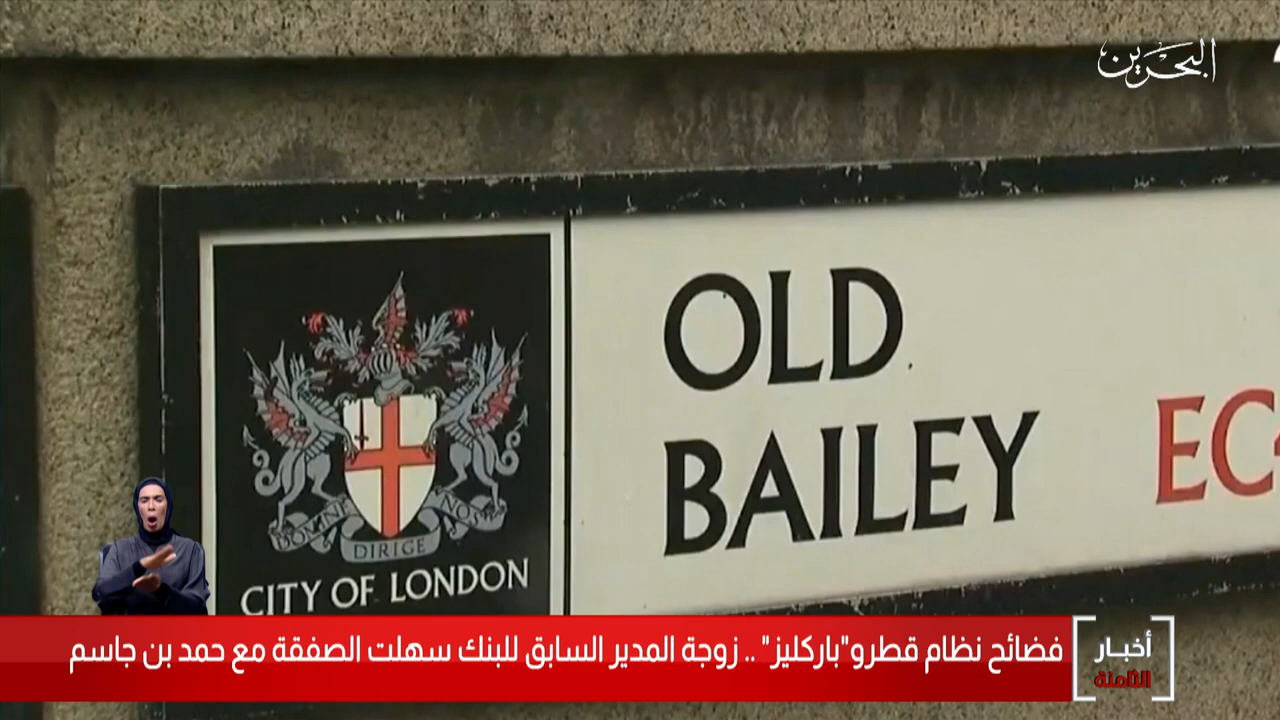 البحرين
OLD
BAILEY
EC
DOMINE DIRIGE NOS
CITY OF LONDON
أخبار
الثامنة
فضائح نظام قطرو"باركليز" .. زوجة المدير السابق للبنك سهلت الصفقة مع حمد بن جاسم